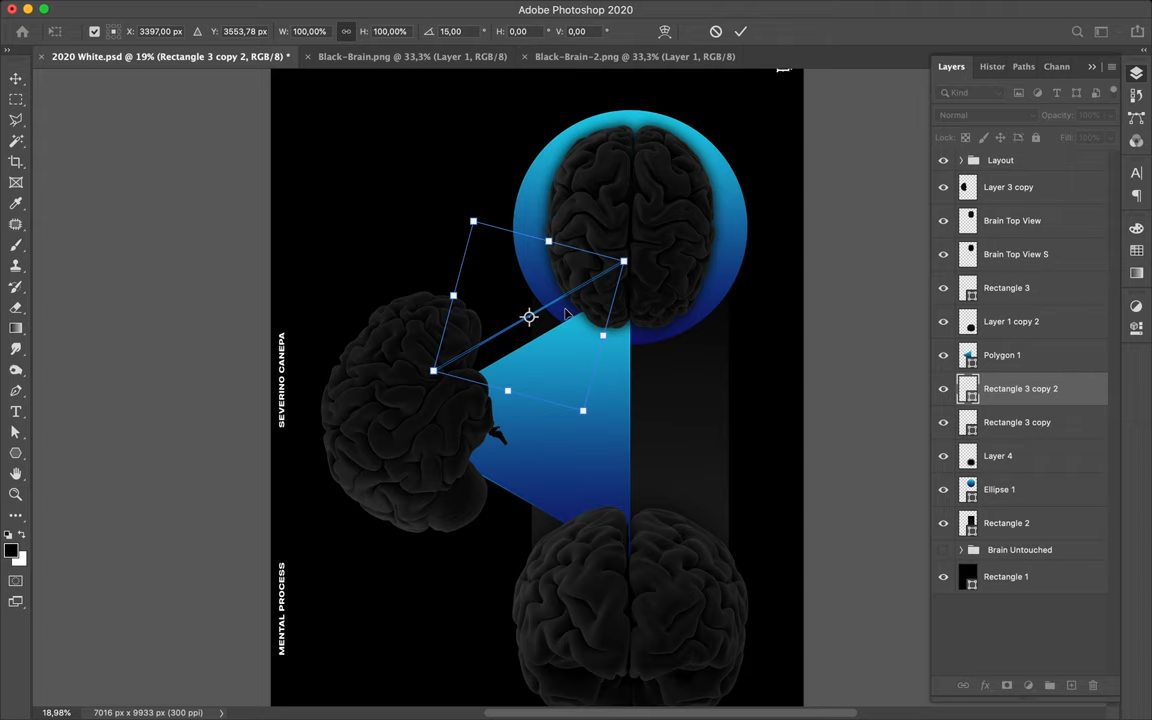 Adobe Photoshop 2020
X: 3397,00 px Y: 3553,78 px W: 100,00% H: 100,00% 15,00 ° H: 0,00 ° V: 0,00 °
2020 White.psd @ 19% (Rectangle 3 copy 2, RGB/8) *
Black-Brain.png @ 33,3% (Layer 1, RGB/8)
Black-Brain-2.png @ 33,3% (Layer 1, RGB/8)
Layers Histor Paths Chann
Kind
Normal Opacity: 100%
Lock: Fill: 100%
Layout
Layer 3 copy
Brain Top View
Brain Top View S
Rectangle 3
Layer 1 copy 2
Polygon 1
Rectangle 3 copy 2
Rectangle 3 copy
Layer 4
Ellipse 1
Rectangle 2
Brain Untouched
Rectangle 1
SEVERINO CANEPA
MENTAL PROCESS
18,98% 7016 px x 9933 px (300 ppi)